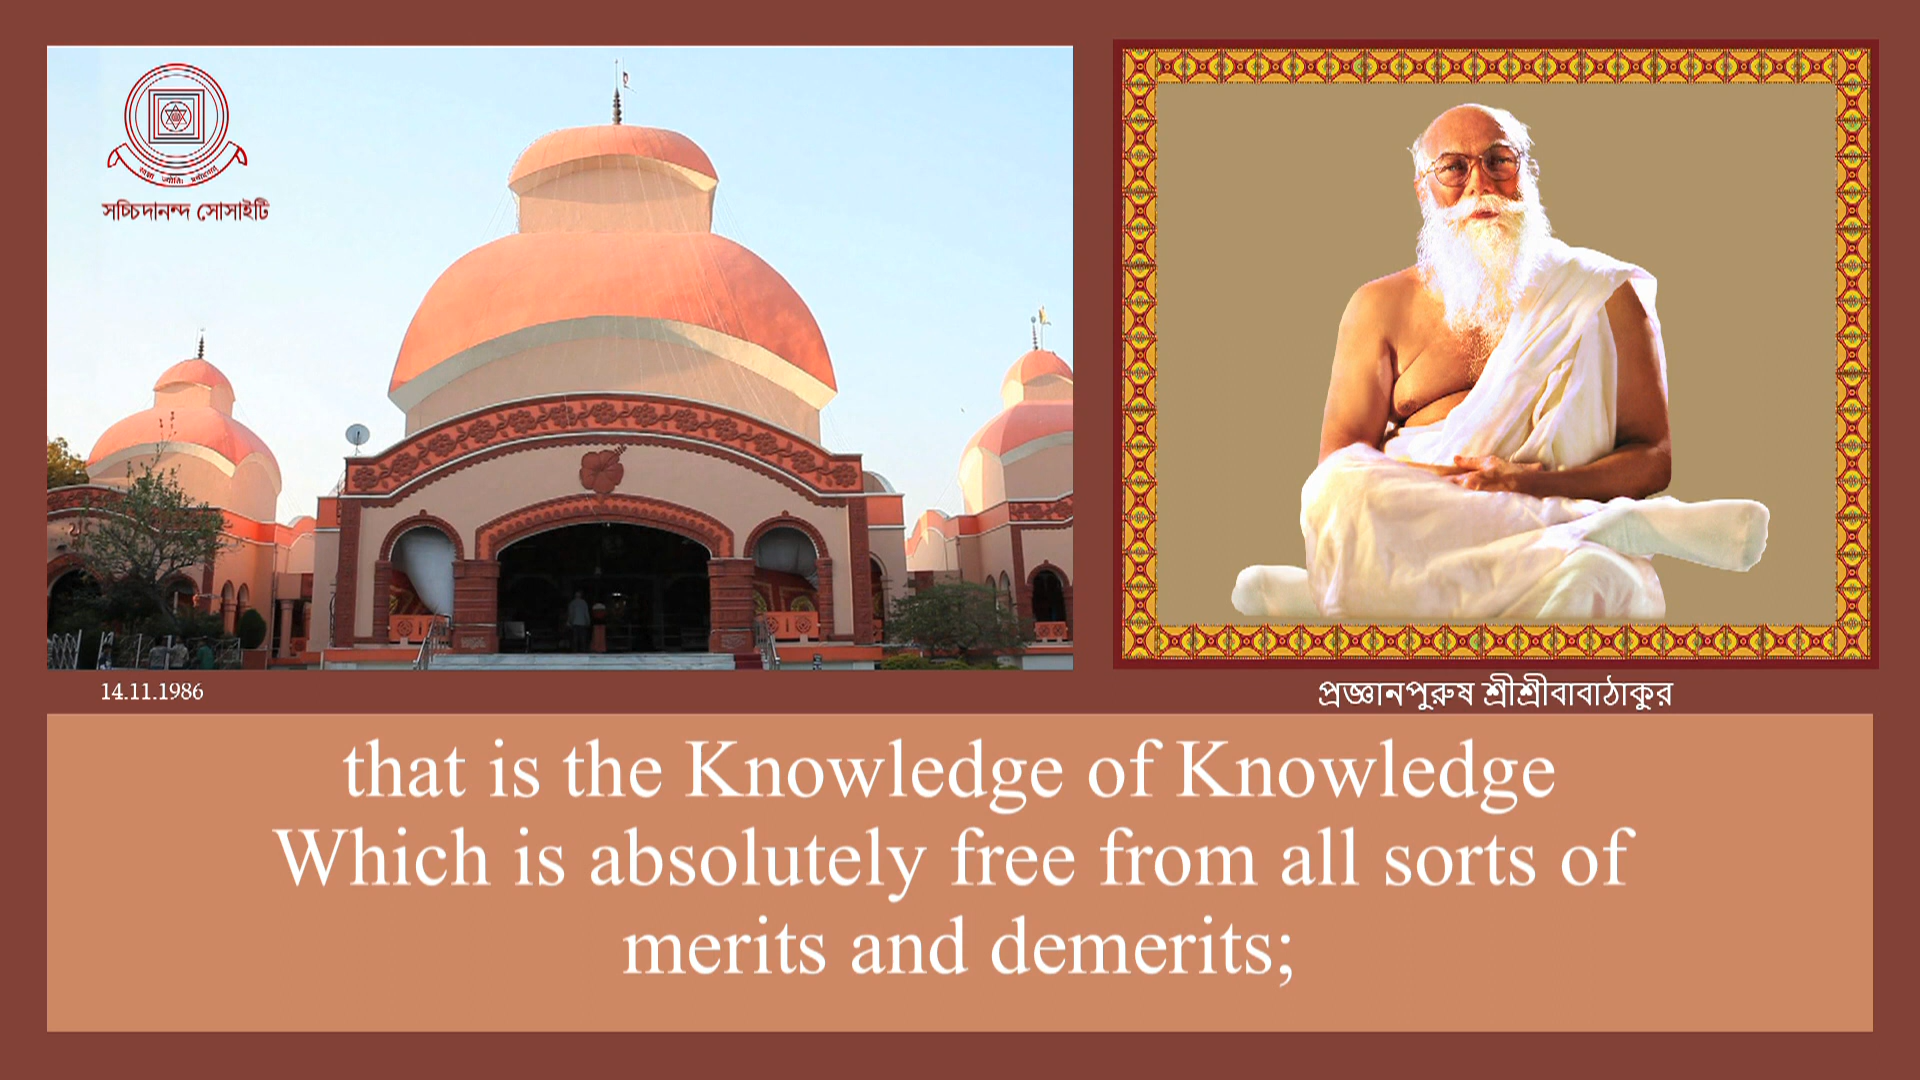 সচ্চিদানন্দ সোসাইটি
14.11.1986
প্রজ্ঞানপুরুষ শ্রীশ্রীবাবাঠাকুর
that is the Knowledge of Knowledge
Which is absolutely free from all sorts of
merits and demerits;